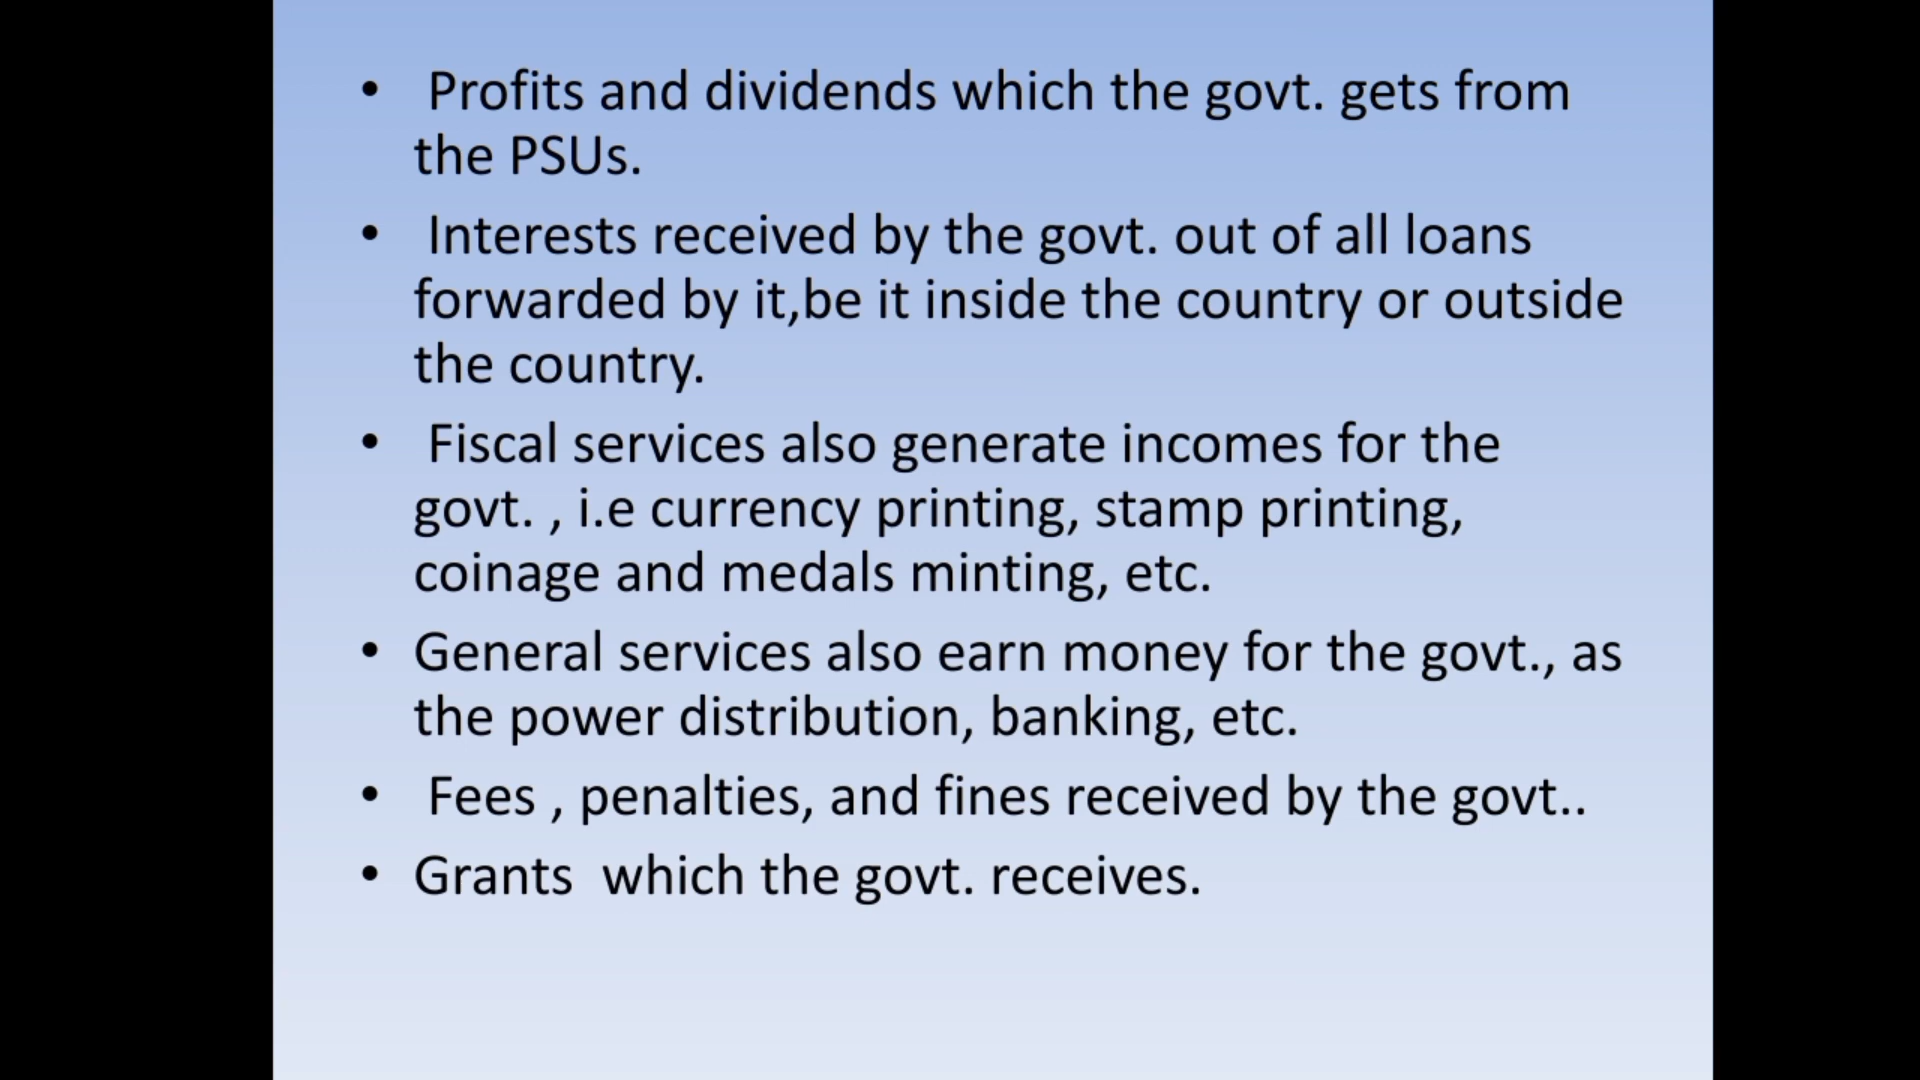 • Profits and dividends which the govt. gets from
the PSUs.
• Interests received by the govt. out of all loans
forwarded by it,be it inside the country or outside
the country.
• Fiscal services also generate incomes for the
govt. , i.e currency printing, stamp printing,
coinage and medals minting, etc.
• General services also earn money for the govt., as
the power distribution, banking, etc.
• Fees , penalties, and fines received by the govt..
• Grants  which the govt. receives.